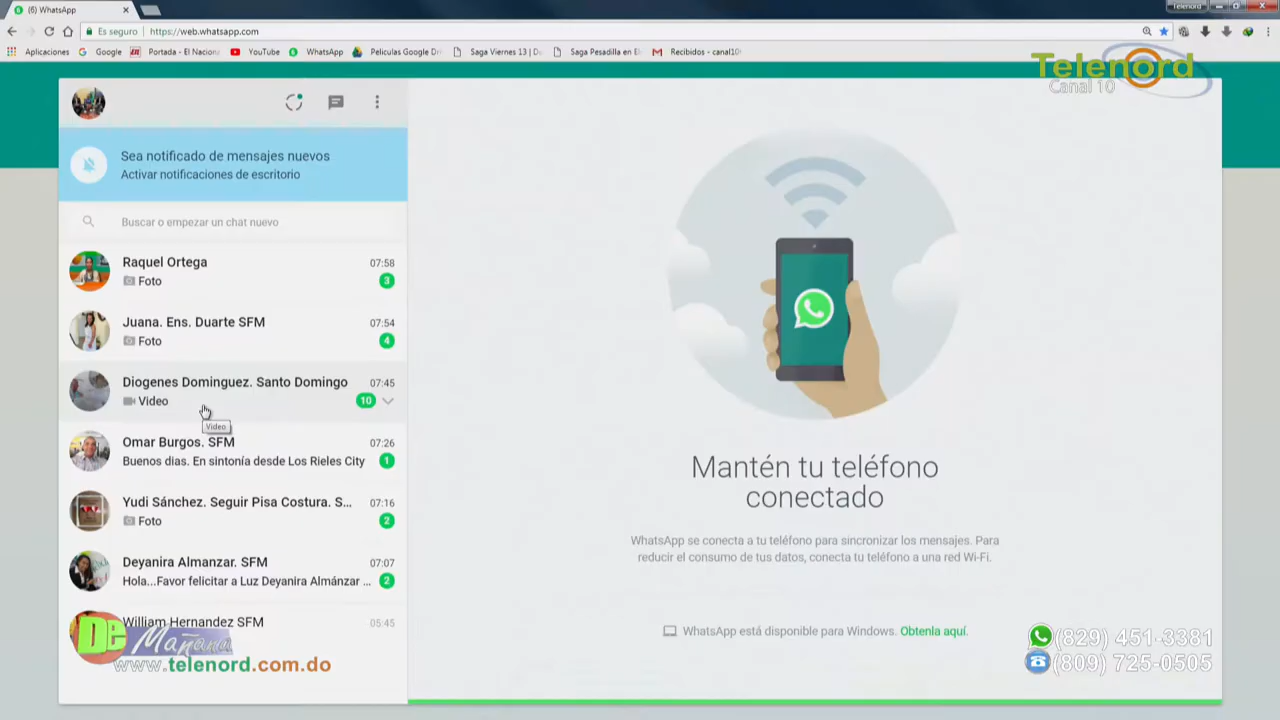 (6) WhatsApp
Telenord
Es seguro
https://web.whatsapp.com
Aplicaciones
Google
Portada - El Naciona
YouTube
WhatsApp
Peliculas Google Dri
Saga Viernes 13 | D
Saga Pesadilla en E
Recibidos - canal10
Telenord
Canal 10
Sea notificado de mensajes nuevos
Activar notificaciones de escritorio
Buscar o empezar un chat nuevo
Raquel Ortega 07:58
Foto 3
Juana. Ens. Duarte SFM 07:54
Foto 4
Diogenes Dominguez. Santo Domingo 07:45
Video 10
Video
Omar Burgos. SFM 07:26
Buenos dias. En sintonía desde Los Rieles City 1
Yudi Sánchez. Seguir Pisa Costura. S... 07:16
Foto 2
Deyanira Almanzar. SFM 07:07
Hola...Favor felicitar a Luz Deyanira Almánzar ... 2
William Hernandez SFM 05:45
De Mañana
www.telenord.com.do
Mantén tu teléfono
conectado
WhatsApp se conecta a tu teléfono para sincronizar los mensajes. Para
reducir el consumo de tus datos, conecta tu teléfono a una red Wi-Fi.
WhatsApp está disponible para Windows. Obtenla aquí.
(829) 451-3381
(809) 725-0505